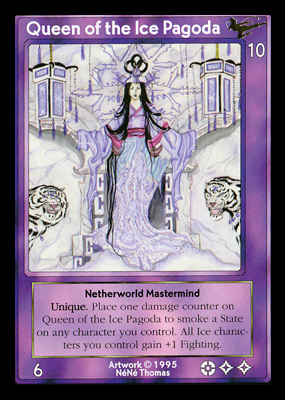 Queen of the Ice Pagoda
10
Netherworld Mastermind
Unique. Place one damage counter on
Queen of the Ice Pagoda to smoke a State
on any character you control. All Ice charac-
ters you control gain +1 Fighting.
6
Artwork © 1995
NéNé Thomas